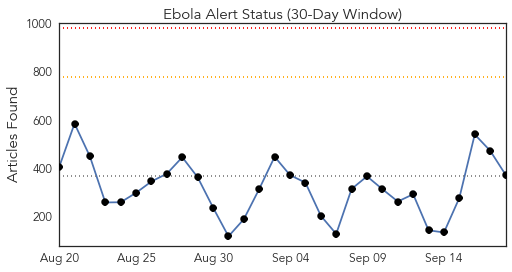 Ebola Alert Status (30-Day Window)
Articles Found
1000
800
600
400
200
Aug 20 Aug 25 Aug 30 Sep 04 Sep 09 Sep 14